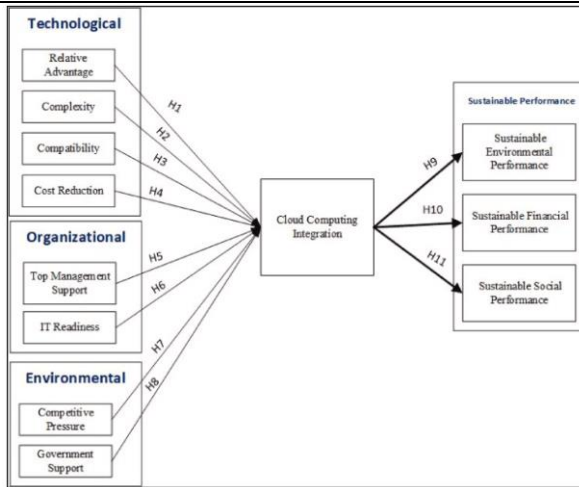 Technological
Relative
Advantage
Complexity
Compatibility
Cost Reduction
H1
H2
H3
H4
Organizational
Top Management
Support
IT Readiness
H5
H6
Environmental
Competitive
Pressure
Government
Support
H7
H8
Cloud Computing
Integration
H9
H10
H11
Sustainable Performance
Sustainable
Environmental
Performance
Sustainable Financial
Performance
Sustainable Social
Performance